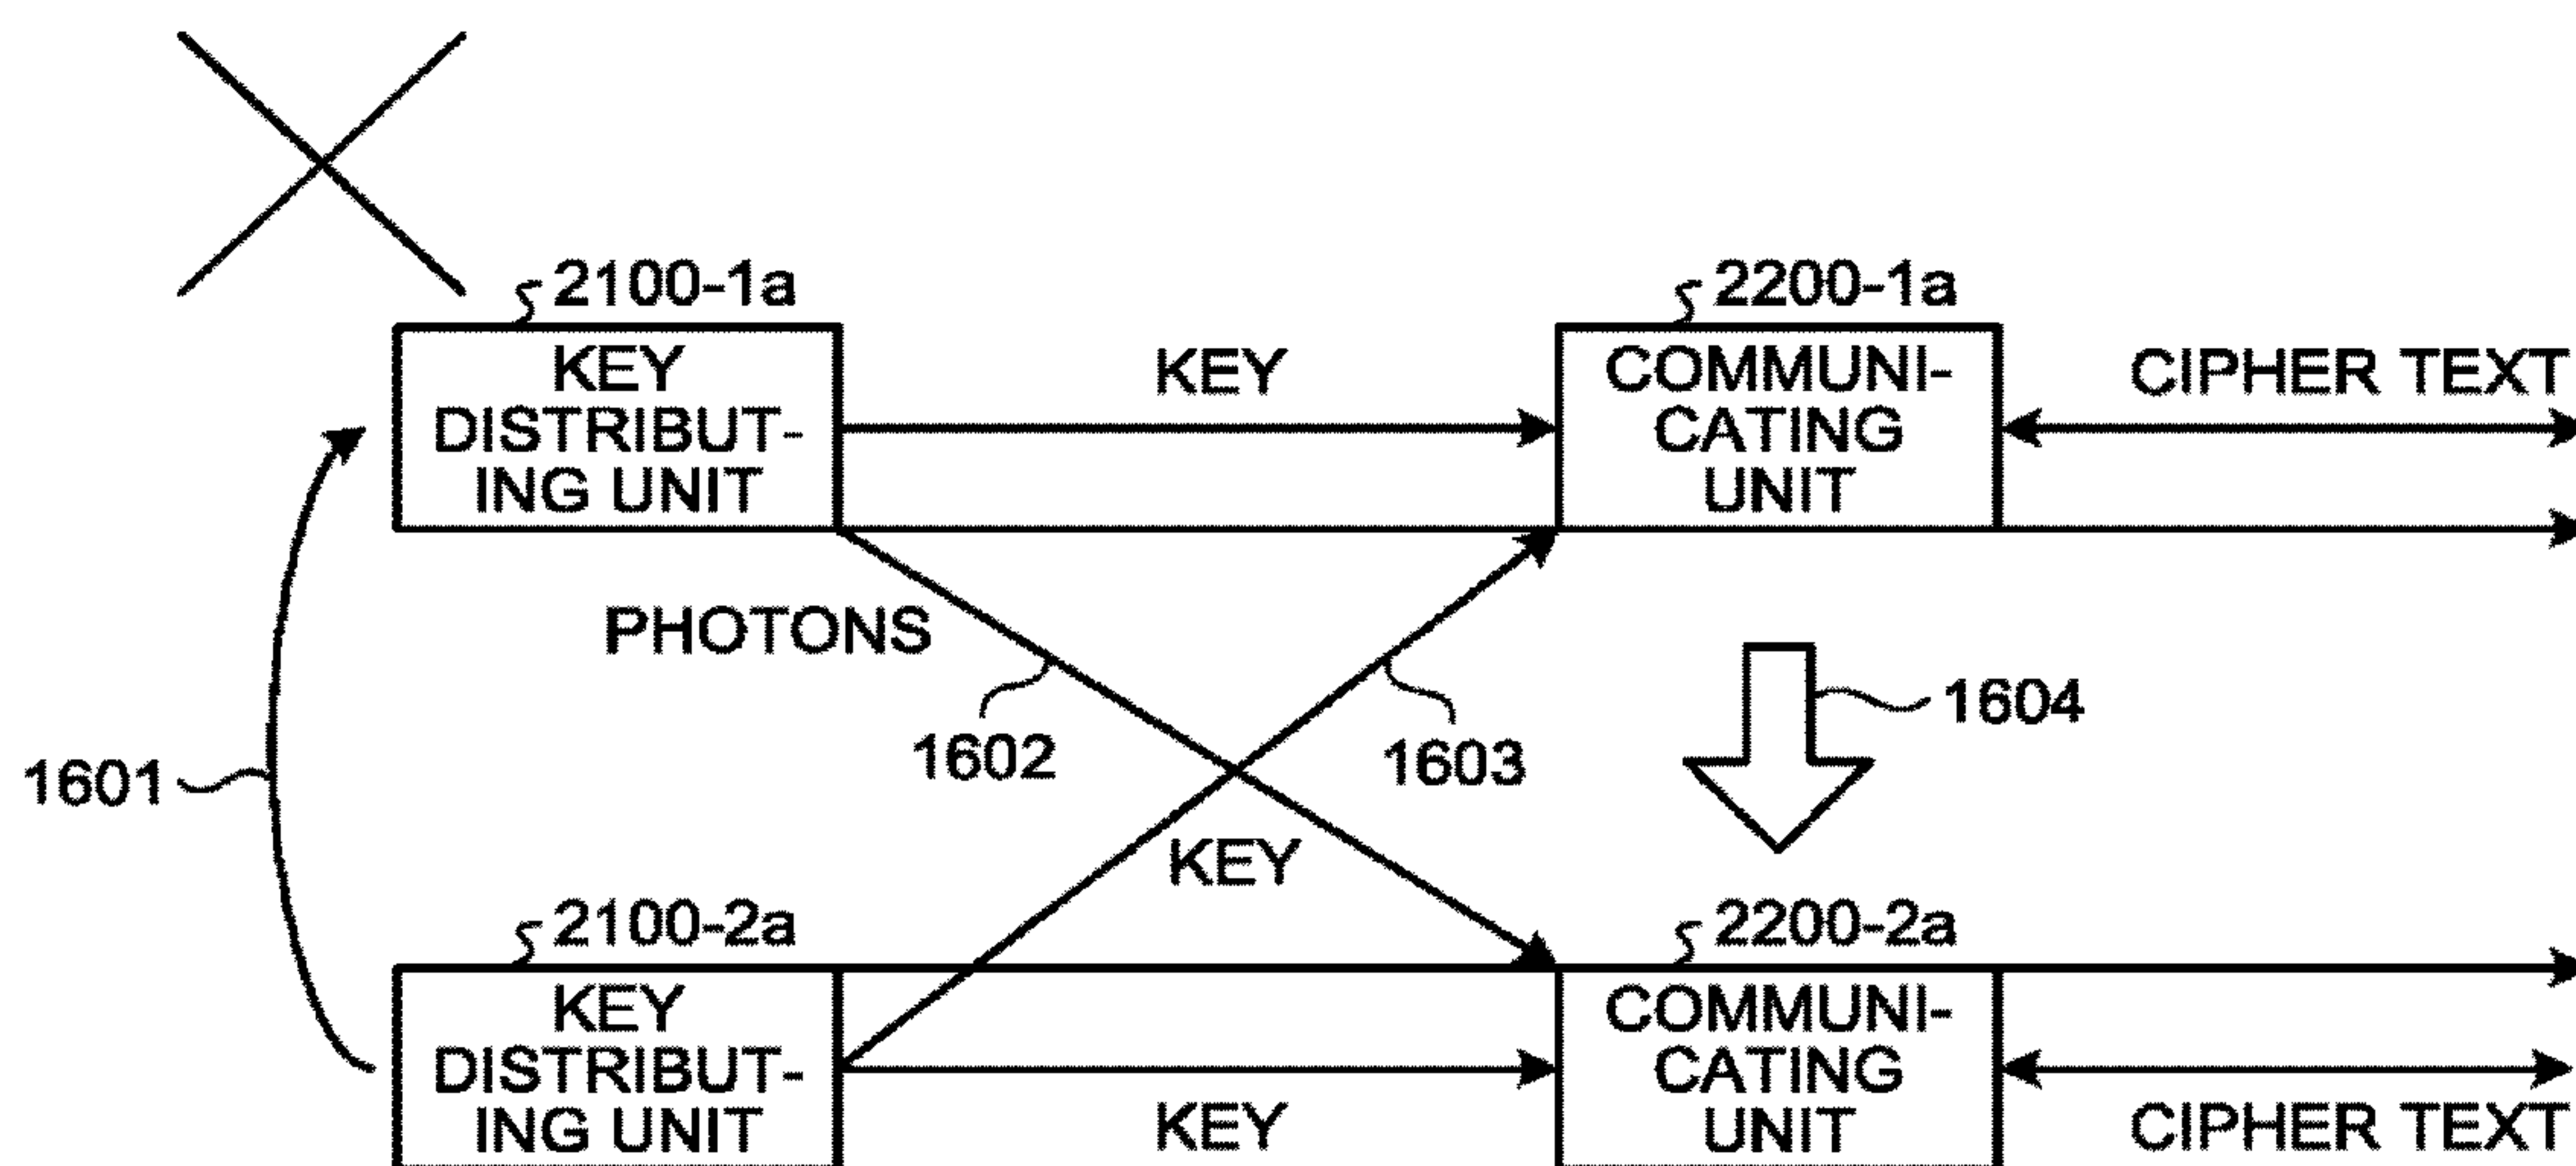 2100-1a
2200-1a
KEY
DISTRIBUT-
ING UNIT
KEY
COMMUNI-
CATING
UNIT
CIPHER TEXT
PHOTONS
1601
1602
1603
1604
KEY
2100-2a
2200-2a
KEY
DISTRIBUT-
ING UNIT
KEY
COMMUNI-
CATING
UNIT
CIPHER TEXT